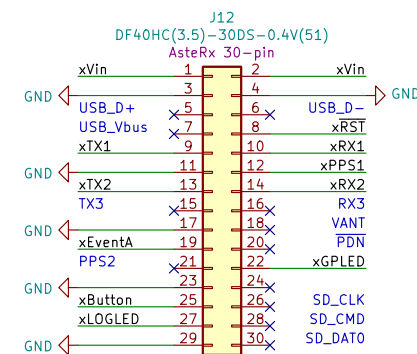 J12
DF40HC(3.5)-30DS-0.4V(51)
AsteRx 30-pin
xVin 1 2 xVin
GND 3 4 GND
USB_D+ 5 6 USB_D-
USB_Vbus 7 8 xRST
xTX1 9 10 xRX1
GND 11 12 xPPS1
xTX2 13 14 xRX2
TX3 15 16 RX3
GND 17 18 VANT
xEventA 19 20 PDN
PPS2 21 22 xGPLED
GND 23 24
xButton 25 26 SD_CLK
xLOGLED 27 28 SD_CMD
GND 29 30 SD_DAT0